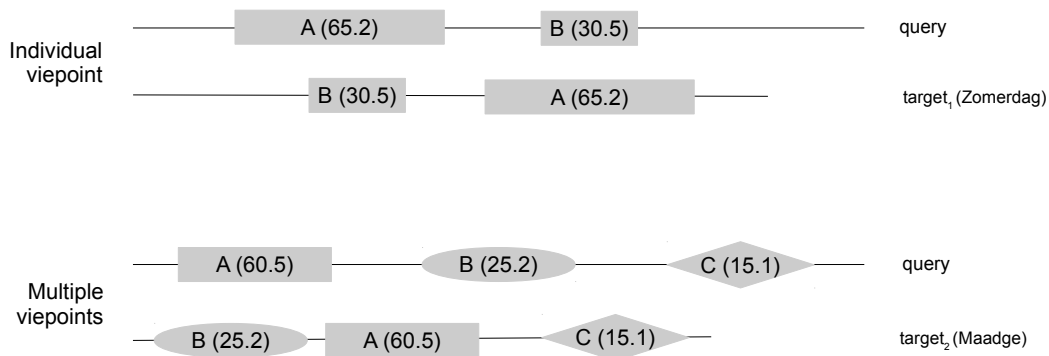 A (65.2) B (30.5) query
Individual
viepoint
B (30.5) A (65.2) target₁ (Zomerdag)
A (60.5) B (25.2) C (15.1) query
Multiple
viepoints
B (25.2) A (60.5) C (15.1) target₂ (Maadge)